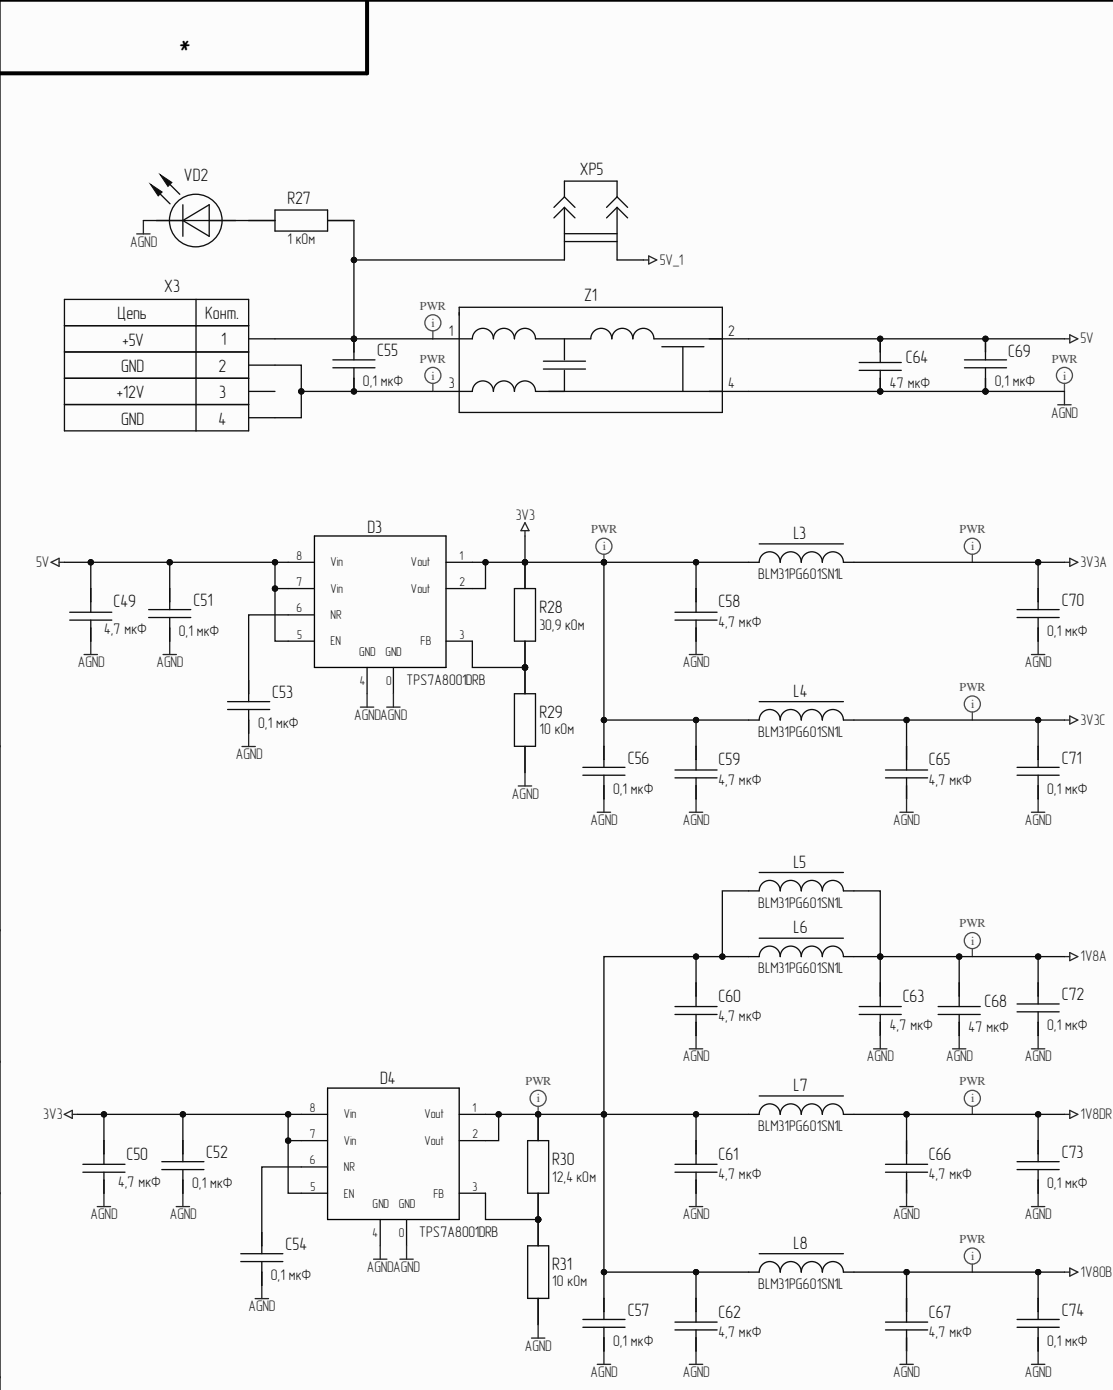 *
VD2
R27
1 кОм
AGND
XP5
5V_1
X3
Цепь Конт.
+5V 1
GND 2
+12V 3
GND 4
C55
0,1 мкФ
PWR
i
PWR
i
Z1
1
3
2
4
C64
47 мкФ
C69
0,1 мкФ
5V
PWR
i
AGND
5V
C49
4,7 мкФ
AGND
C51
0,1 мкФ
AGND
C53
0,1 мкФ
AGND
D3
8 Vin Vout 1
7 Vin Vout 2
6 NR
5 EN FB 3
GND GND
4 0
TPS7A8001DRB
AGND AGND
3V3
R28
30,9 кОм
R29
10 кОм
AGND
PWR
i
L3
BLM31PG601SN1L
PWR
i
3V3A
C58
4,7 мкФ
AGND
C70
0,1 мкФ
AGND
L4
BLM31PG601SN1L
PWR
i
3V3C
C56
0,1 мкФ
AGND
C59
4,7 мкФ
AGND
C65
4,7 мкФ
AGND
C71
0,1 мкФ
AGND
L5
BLM31PG601SN1L
L6
BLM31PG601SN1L
PWR
i
1V8A
C60
4,7 мкФ
AGND
C63
4,7 мкФ
AGND
C68
47 мкФ
AGND
C72
0,1 мкФ
AGND
3V3
C50
4,7 мкФ
AGND
C52
0,1 мкФ
AGND
C54
0,1 мкФ
AGND
D4
8 Vin Vout 1
7 Vin Vout 2
6 NR
5 EN FB 3
GND GND
4 0
TPS7A8001DRB
AGND AGND
PWR
i
R30
12,4 кОм
R31
10 кОм
AGND
L7
BLM31PG601SN1L
PWR
i
1V8DR
C61
4,7 мкФ
AGND
C66
4,7 мкФ
AGND
C73
0,1 мкФ
AGND
L8
BLM31PG601SN1L
PWR
i
1V8OB
C57
0,1 мкФ
AGND
C62
4,7 мкФ
AGND
C67
4,7 мкФ
AGND
C74
0,1 мкФ
AGND